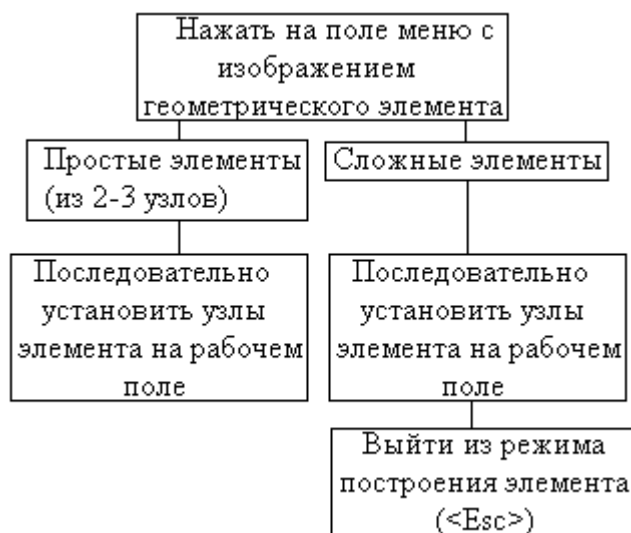 Нажать на поле меню с
изображением
геометрического элемента
Простые элементы
(из 2-3 узлов)
Сложные элементы
Последовательно
установить узлы
элемента на рабочем
поле
Последовательно
установить узлы
элемента на рабочем
поле
Выйти из режима
построения элемента
(<Esc>)